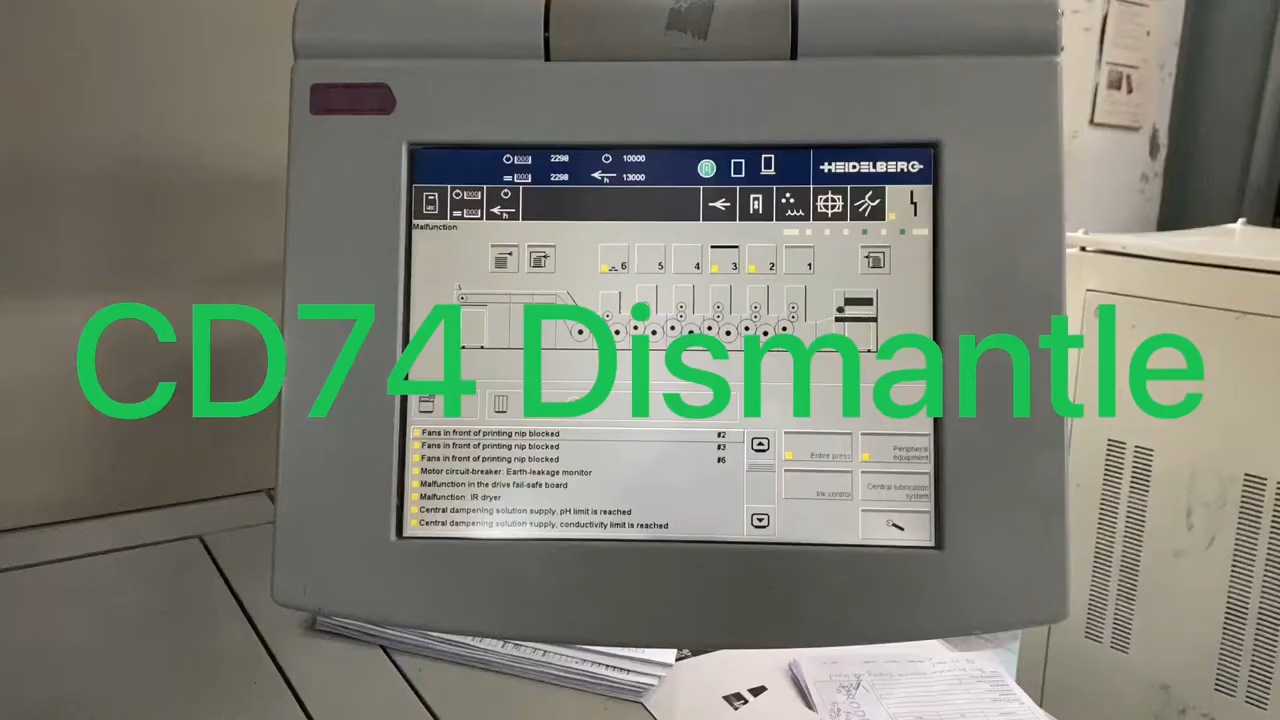 2298 10000
HEIDELBERG
2298 h 13000
Malfunction
6 5 4 3 2 1
CD74 Dismantle
Fans in front of printing nip blocked #2
Fans in front of printing nip blocked #3
Fans in front of printing nip blocked #6
Motor circuit-breaker: Earth-leakage monitor
Malfunction in the drive fail-safe board
Malfunction: IR dryer
Central dampening solution supply, pH limit is reached
Central dampening solution supply, conductivity limit is reached
Entire press
Peripheral
equipment
Ink control
Central lubrication
system